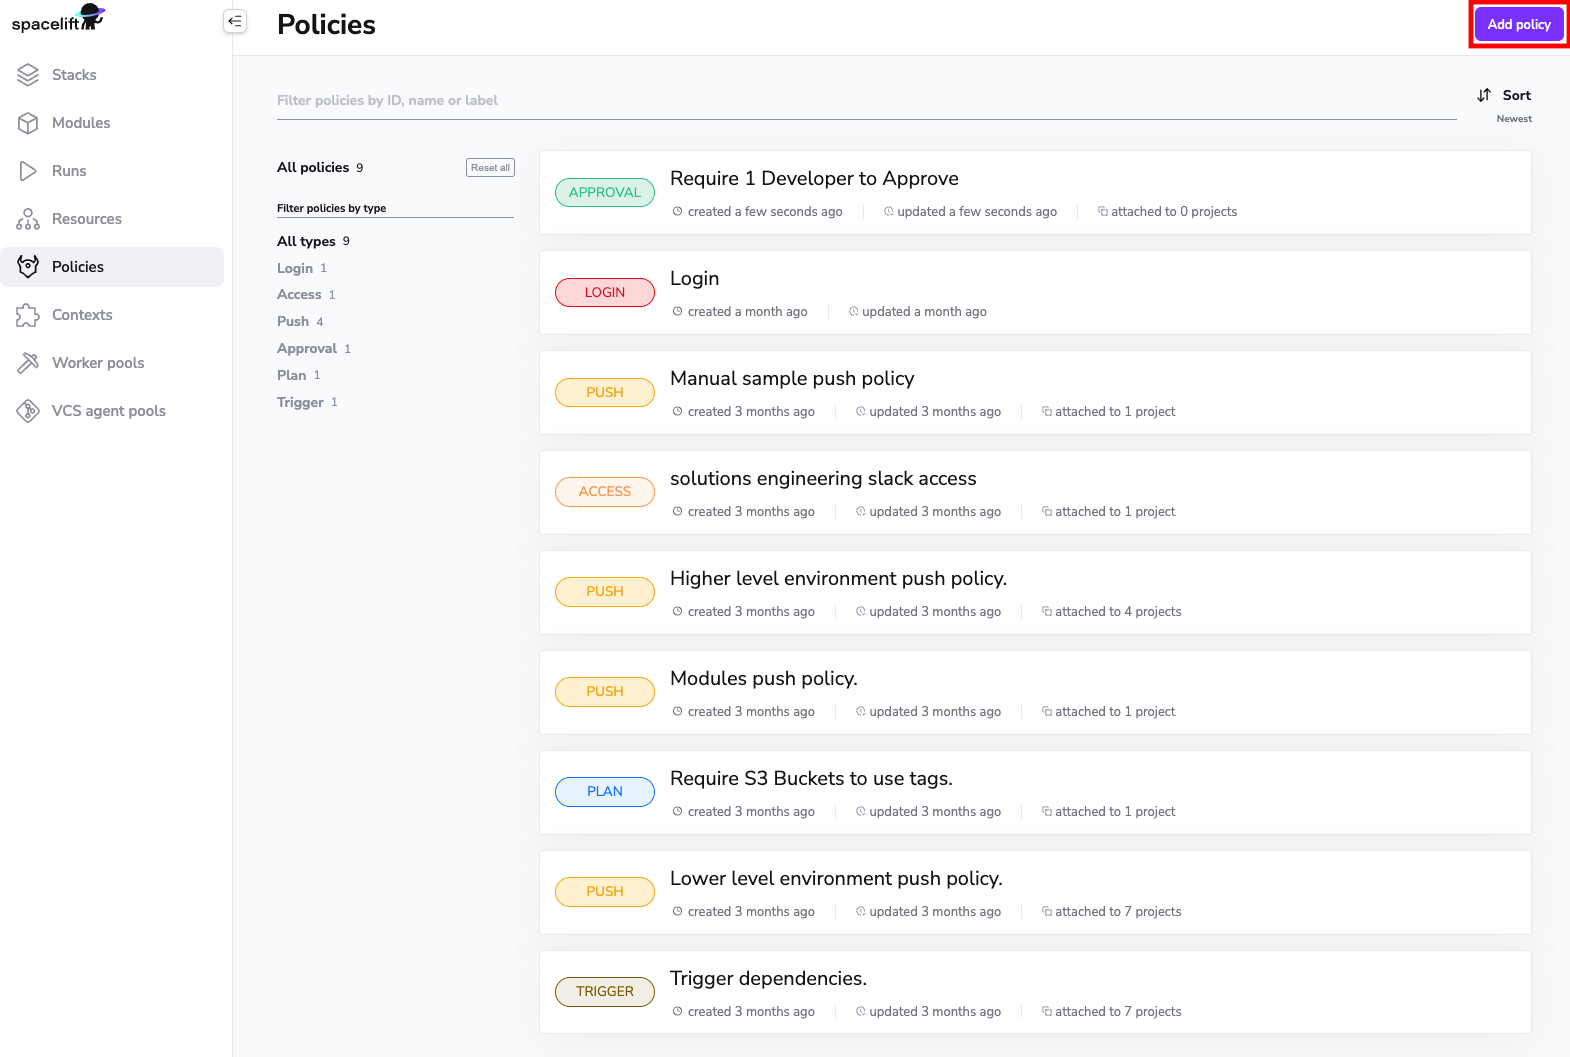 spacelift
Stacks
Modules
Runs
Resources
Policies
Contexts
Worker pools
VCS agent pools
Policies
Add policy
Filter policies by ID, name or label
Sort
Newest
All policies 9
Reset all
Filter policies by type
All types 9
Login 1
Access 1
Push 4
Approval 1
Plan 1
Trigger 1
APPROVAL
Require 1 Developer to Approve
created a few seconds ago updated a few seconds ago attached to 0 projects
LOGIN
Login
created a month ago updated a month ago
PUSH
Manual sample push policy
created 3 months ago updated 3 months ago attached to 1 project
ACCESS
solutions engineering slack access
created 3 months ago updated 3 months ago attached to 1 project
PUSH
Higher level environment push policy.
created 3 months ago updated 3 months ago attached to 4 projects
PUSH
Modules push policy.
created 3 months ago updated 3 months ago attached to 1 project
PLAN
Require S3 Buckets to use tags.
created 3 months ago updated 3 months ago attached to 1 project
PUSH
Lower level environment push policy.
created 3 months ago updated 3 months ago attached to 7 projects
TRIGGER
Trigger dependencies.
created 3 months ago updated 3 months ago attached to 7 projects